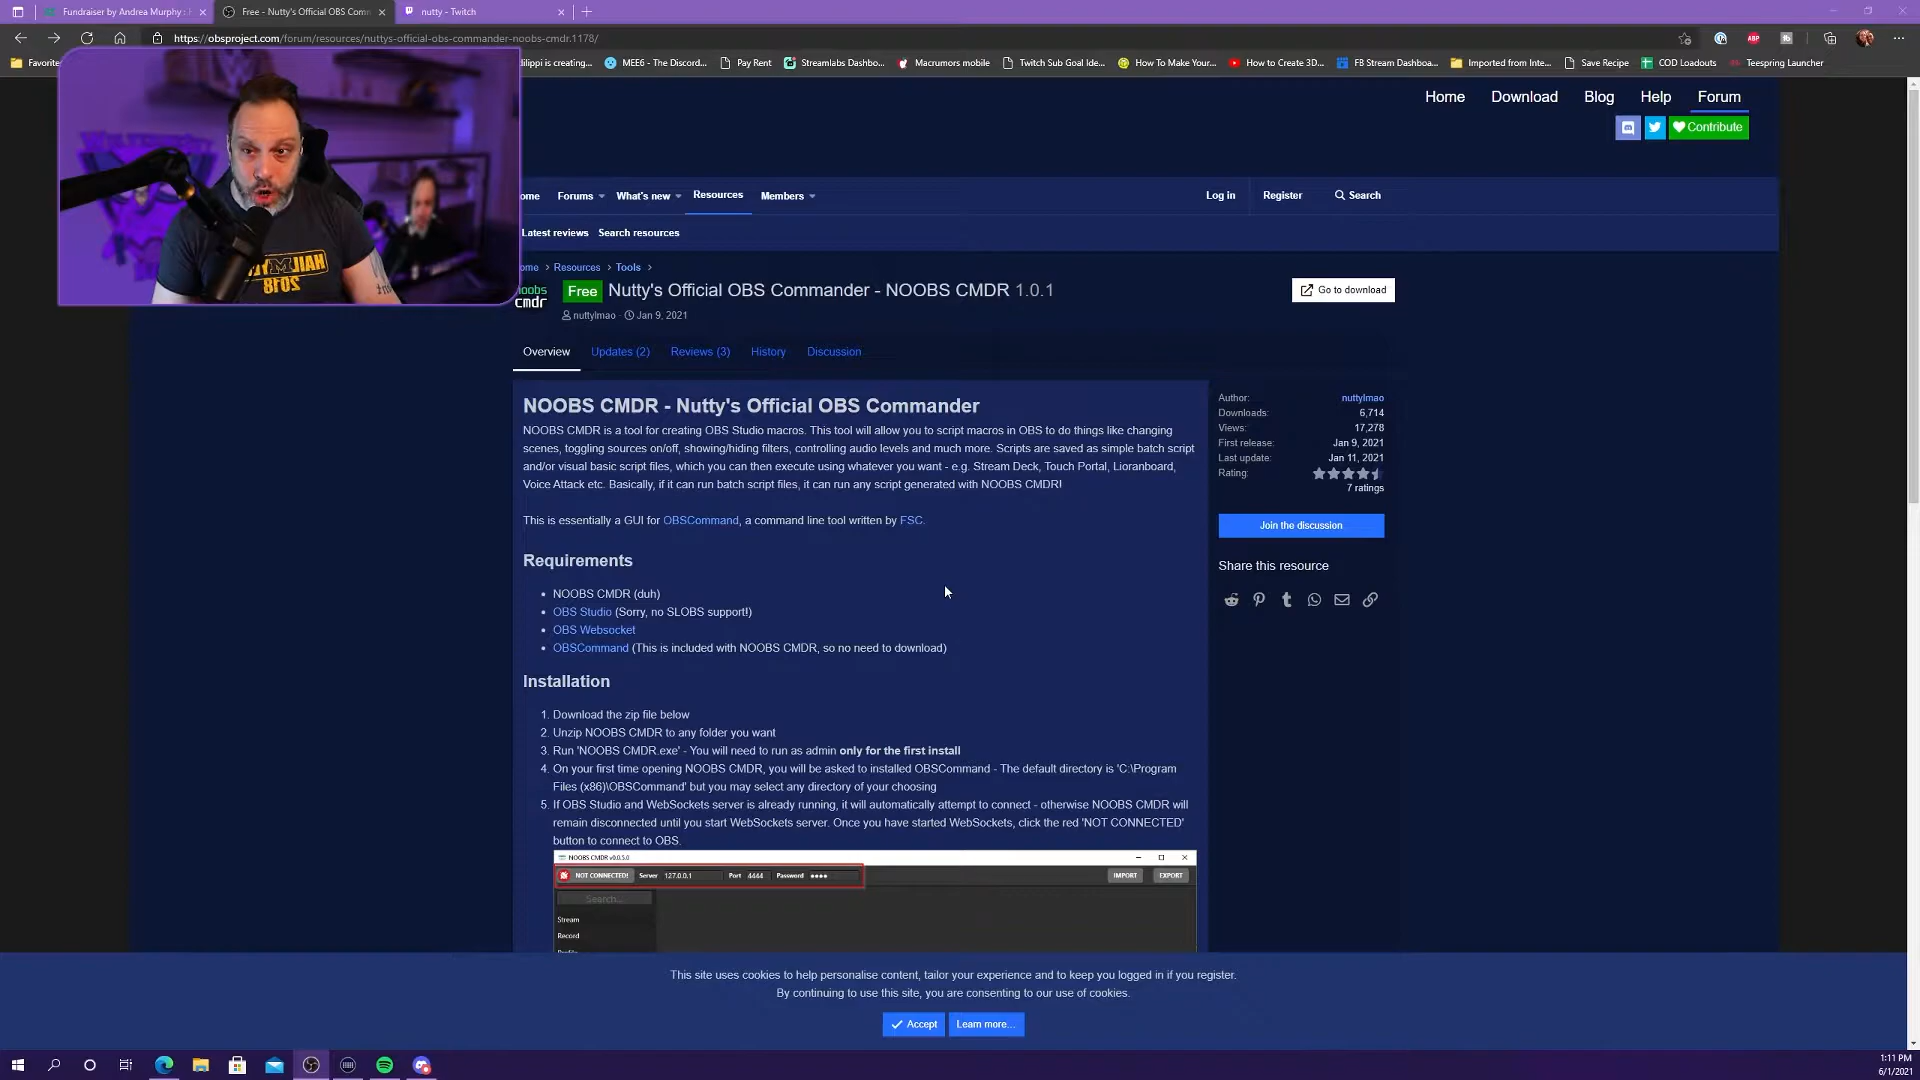 Fundraiser by Andrea Murphy :
Free - Nutty's Official OBS Comm
nutty - Twitch
https://obsproject.com/forum/resources/nuttys-official-obs-commander-noobs-cmdr.1178/
Favorite
ilippi is creating...
MEE6 - The Discord...
Pay Rent
Streamlabs Dashbo...
Macrumors mobile
Twitch Sub Goal Ide...
How To Make Your...
How to Create 3D...
FB Stream Dashboa...
Imported from Inte...
Save Recipe
COD Loadouts
Teespring Launcher
Home Download Blog Help Forum
Contribute
ome Forums What's new Resources Members
Log in Register Search
Latest reviews Search resources
ome > Resources > Tools >
noobs
cmdr
Free Nutty's Official OBS Commander - NOOBS CMDR 1.0.1
Go to download
nuttylmao · Jan 9, 2021
Overview Updates (2) Reviews (3) History Discussion
NOOBS CMDR - Nutty's Official OBS Commander
NOOBS CMDR is a tool for creating OBS Studio macros. This tool will allow you to script macros in OBS to do things like changing
scenes, toggling sources on/off, showing/hiding filters, controlling audio levels and much more. Scripts are saved as simple batch script
and/or visual basic script files, which you can then execute using whatever you want - e.g. Stream Deck, Touch Portal, Lioranboard,
Voice Attack etc. Basically, if it can run batch script files, it can run any script generated with NOOBS CMDR!
This is essentially a GUI for OBSCommand, a command line tool written by FSC.
Requirements
• NOOBS CMDR (duh)
• OBS Studio (Sorry, no SLOBS support!)
• OBS Websocket
• OBSCommand (This is included with NOOBS CMDR, so no need to download)
Installation
1. Download the zip file below
2. Unzip NOOBS CMDR to any folder you want
3. Run 'NOOBS CMDR.exe' - You will need to run as admin only for the first install
4. On your first time opening NOOBS CMDR, you will be asked to installed OBSCommand - The default directory is 'C:\Program
Files (x86)\OBSCommand' but you may select any directory of your choosing
5. If OBS Studio and WebSockets server is already running, it will automatically attempt to connect - otherwise NOOBS CMDR will
remain disconnected until you start WebSockets server. Once you have started WebSockets, click the red 'NOT CONNECTED'
button to connect to OBS.
NOOBS CMDR v0.0.5.0
NOT CONNECTED! Server 127.0.0.1 Port 4444 Password ●●●●
IMPORT EXPORT
Search...
Stream
Record
Author: nuttylmao
Downloads: 6,714
Views: 17,278
First release: Jan 9, 2021
Last update: Jan 11, 2021
Rating:
7 ratings
Join the discussion
Share this resource
This site uses cookies to help personalise content, tailor your experience and to keep you logged in if you register.
By continuing to use this site, you are consenting to our use of cookies.
Accept Learn more...
1:11 PM
6/1/2021